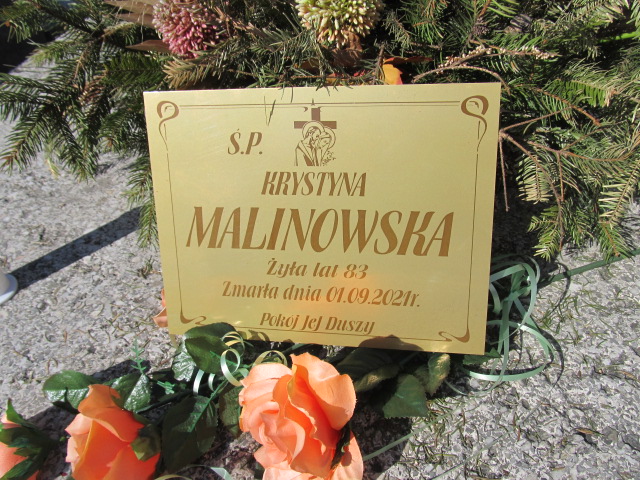 Ś.P.
KRYSTYNA
MALINOWSKA
Żyła lat 83
Zmarła dnia 01.09.2021r.
Pokój Jej Duszy